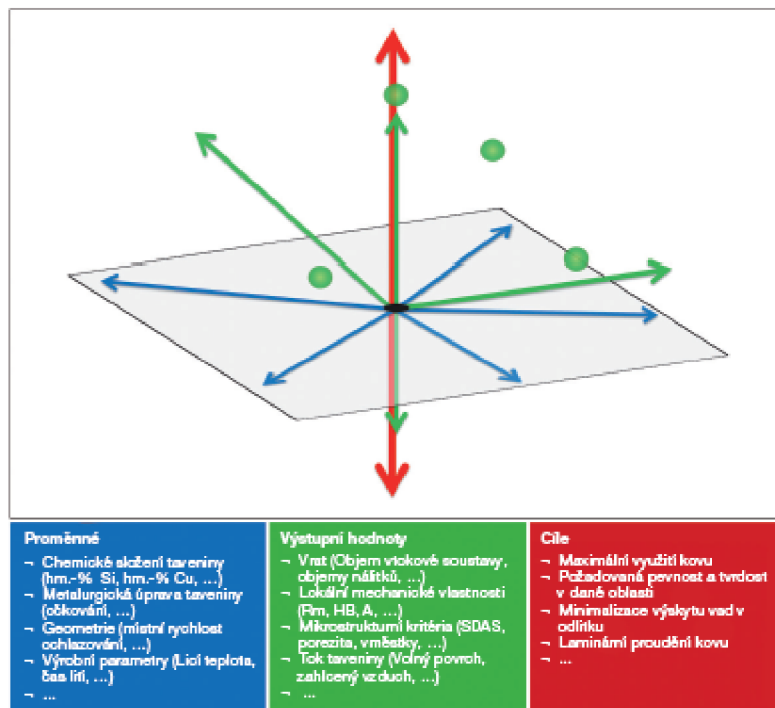 Proměnné
¬ Chemické složení taveniny
(hm.-% Si, hm.-% Cu, ...)
¬ Metalurgická úprava taveniny
(očkování, ...)
¬ Geometrie (místní rychlost
ochlazování, ...)
¬ Výrobní parametry (Licí teplota,
čas lití, ...)
¬ ...
Výstupní hodnoty
¬ Vrat (Objem vtokové soustavy,
objemy nálitků, ...)
¬ Lokální mechanické vlastnosti
(Rm, HB, A, ...)
¬ Mikrostrukturní kritéria (SDAS,
porezita, vměstky, ...)
¬ Tok taveniny (Volný povrch,
zahlcený vzduch, ...)
¬ ...
Cíle
¬ Maximální využití kovu
¬ Požadovaná pevnost a tvrdost
v dané oblasti
¬ Minimalizace výskytu vad v
odlitku
¬ Laminární proudění kovu
¬ ...